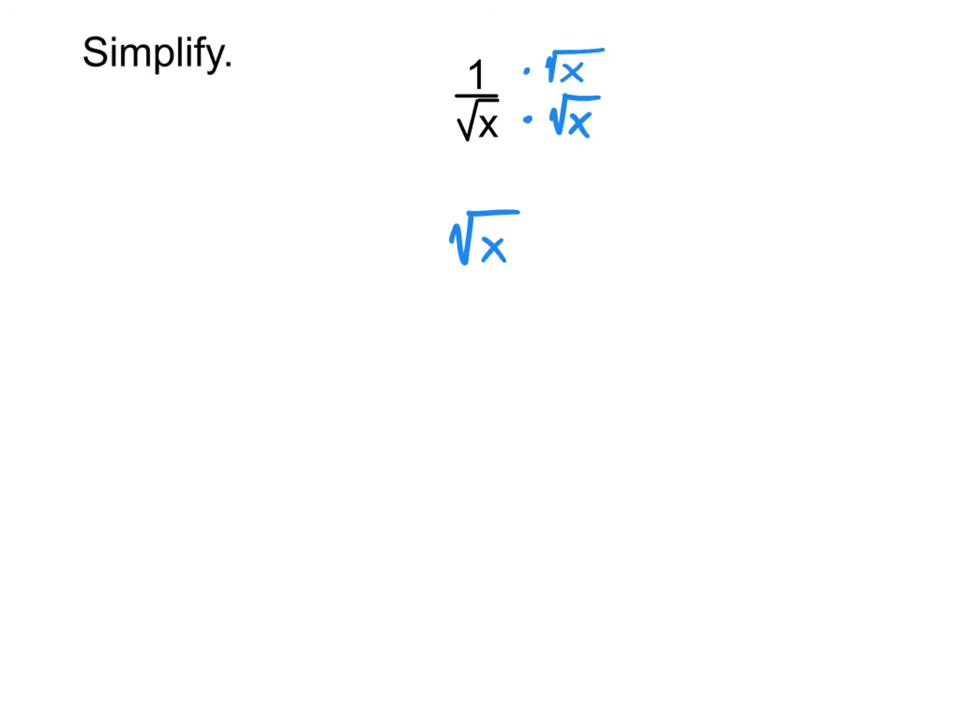 Simplify.
1/√x · √x / · √x
√x